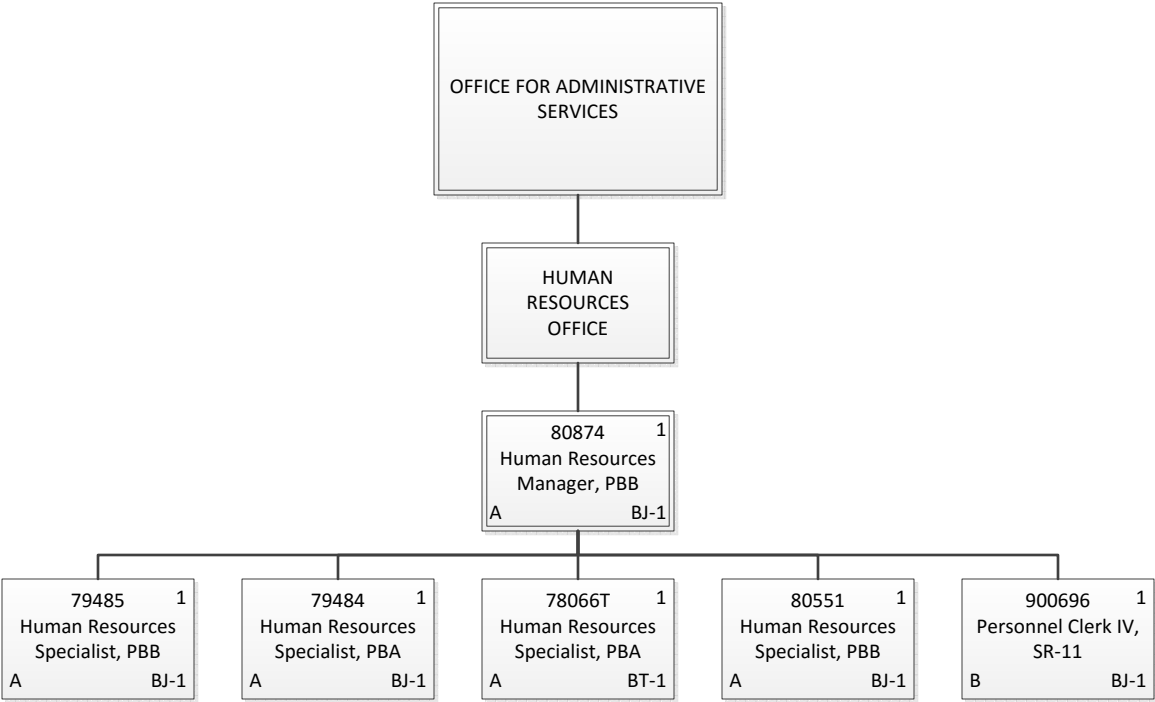 OFFICE FOR ADMINISTRATIVE
SERVICES
HUMAN
RESOURCES
OFFICE
80874 1
Human Resources
Manager, PBB
A BJ-1
79485 1
Human Resources
Specialist, PBB
A BJ-1
79484 1
Human Resources
Specialist, PBA
A BJ-1
78066T 1
Human Resources
Specialist, PBA
A BT-1
80551 1
Human Resources
Specialist, PBB
A BJ-1
900696 1
Personnel Clerk IV,
SR-11
B BJ-1